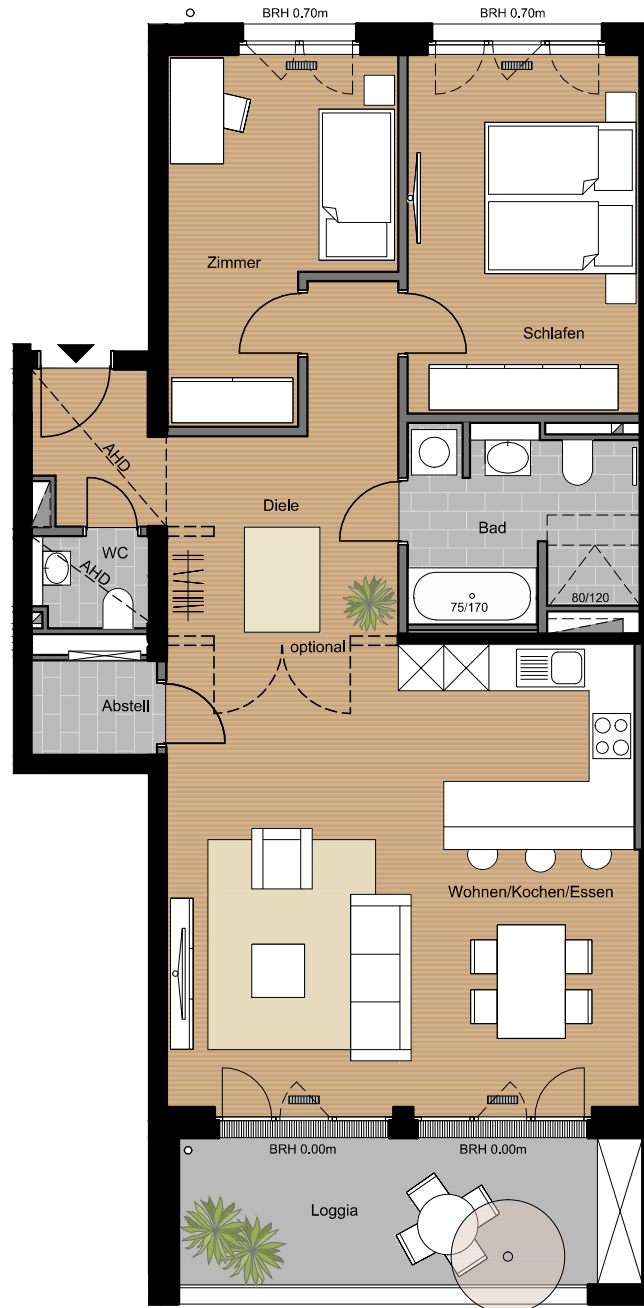 BRH 0.70m
BRH 0.70m
Zimmer
Schlafen
AHD
Diele
Bad
WC
AHD
75/170
80/120
optional
Abstell
Wohnen/Kochen/Essen
BRH 0.00m
BRH 0.00m
Loggia